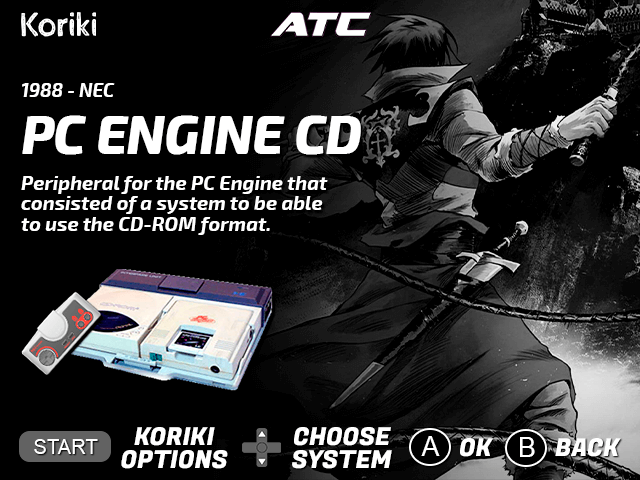 Koriki
ATC
1988 - NEC
PC ENGINE CD
Peripheral for the PC Engine that
consisted of a system to be able
to use the CD-ROM format.
START
KORIKI
OPTIONS
CHOOSE
SYSTEM
A
OK
B
BACK